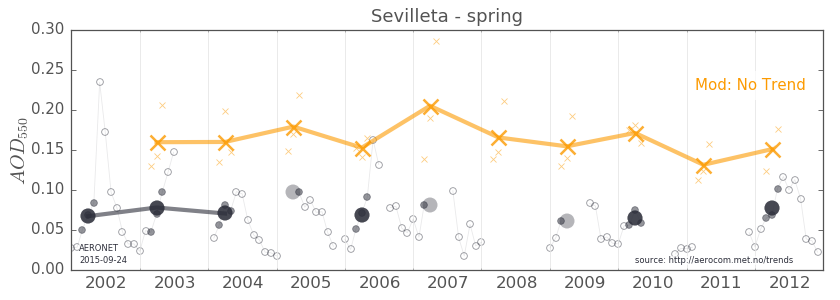 Sevilleta - spring
0.30
0.25
0.20
0.15
0.10
0.05
0.00
AOD550
Mod: No Trend
AERONET
2015-09-24
source: http://aerocom.met.no/trends
2002 2003 2004 2005 2006 2007 2008 2009 2010 2011 2012